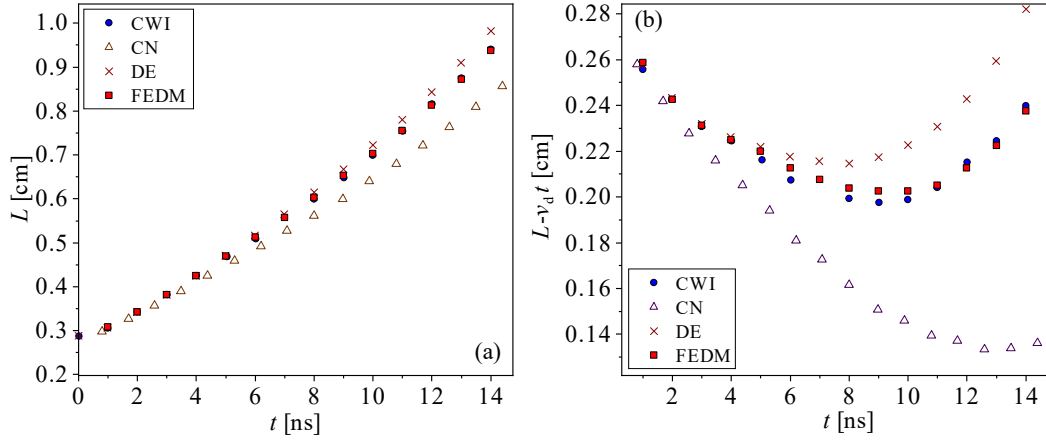 1.0
0.9
0.8
0.7
0.6
0.5
0.4
0.3
0.2
L [cm]
CWI
CN
DE
FEDM
(a)
0 2 4 6 8 10 12 14
t [ns]
0.28
0.26
0.24
0.22
0.20
0.18
0.16
0.14
0.12
L-vd t [cm]
(b)
CWI
CN
DE
FEDM
2 4 6 8 10 12 14
t [ns]